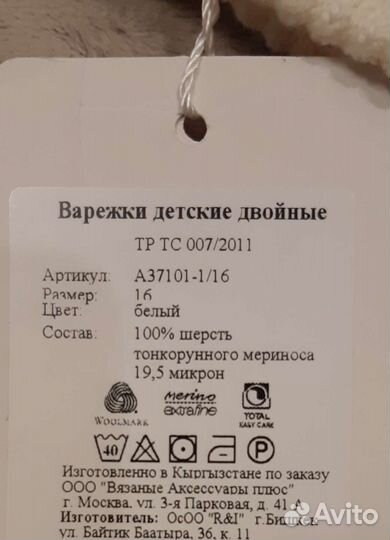 Варежки детские двойные
ТР ТС 007/2011
Артикул: А37101-1/16
Размер: 16
Цвет: белый
Состав: 100% шерсть
тонкорунного мериноса
19,5 микрон
WOOLMARK
merino
extrafine
TOTAL
EASY CARE
40
P
Изготовлено в Кыргызстане по заказу
ООО "Вязаные Аксессуары плюс"
г. Москва. ул. 3-я Парковая, д. 41-А
Изготовитель: ОсОО "R&I" г.Бишкек
ул. Байтик Баатыра, 36, к. 11
Avito